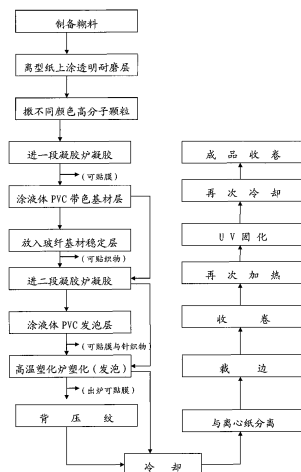 制备糊料
离型纸上涂透明耐磨层
撒不同颜色高分子颗粒
进一段凝胶炉凝胶
(可贴膜)
涂液体PVC带色基材层
放入玻纤基材稳定层
(可贴织物)
进二段凝胶炉凝胶
涂液体PVC发泡层
(可贴膜与针织物)
高温塑化炉塑化(发泡)
(出炉可贴膜)
背压纹
冷却
与离心纸分离
裁边
收卷
再次加热
UV固化
再次冷却
成品收卷